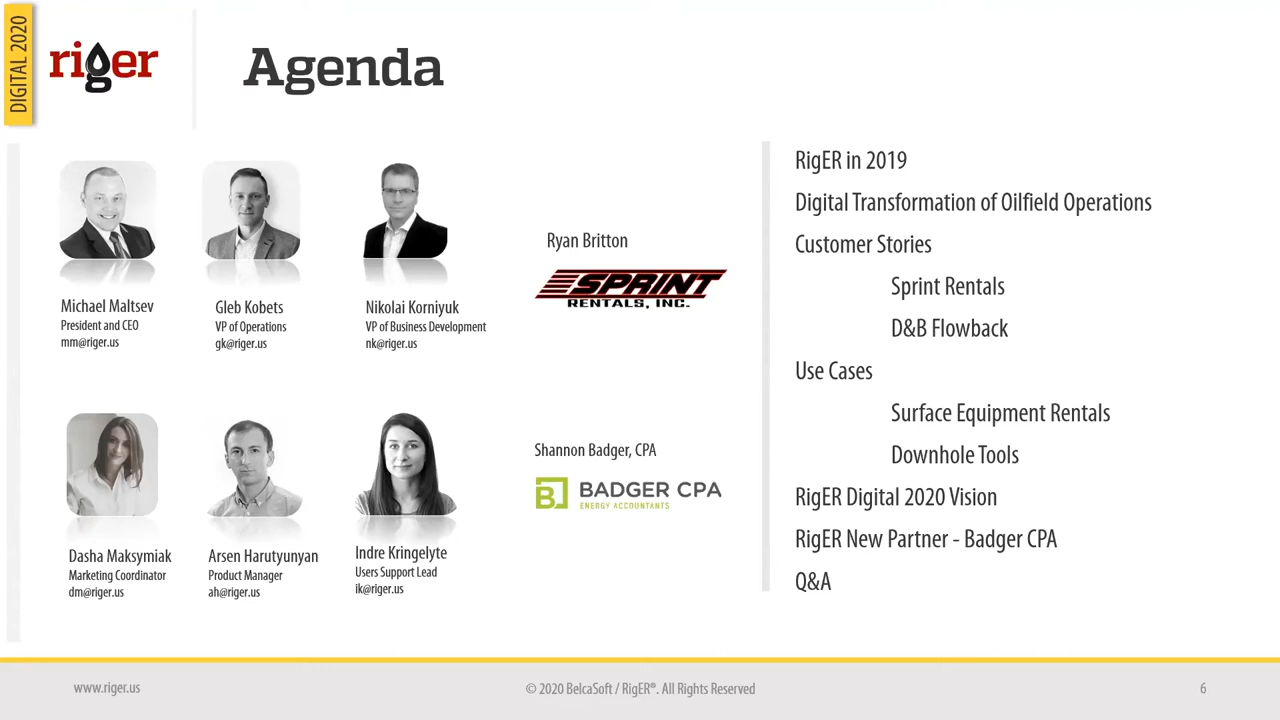 DIGITAL 2020
riger
Agenda
Michael Maltsev
President and CEO
mm@riger.us
Gleb Kobets
VP of Operations
gk@riger.us
Nikolai Korniyuk
VP of Business Development
nk@riger.us
Ryan Britton
SPRINT
RENTALS, INC.
Dasha Maksymiak
Marketing Coordinator
dm@riger.us
Arsen Harutyunyan
Product Manager
ah@riger.us
Indre Kringelyte
Users Support Lead
ik@riger.us
Shannon Badger, CPA
B BADGER CPA
ENERGY ACCOUNTANTS
RigER in 2019
Digital Transformation of Oilfield Operations
Customer Stories
Sprint Rentals
D&B Flowback
Use Cases
Surface Equipment Rentals
Downhole Tools
RigER Digital 2020 Vision
RigER New Partner - Badger CPA
Q&A
www.riger.us
© 2020 BelcaSoft / RigER®. All Rights Reserved
6